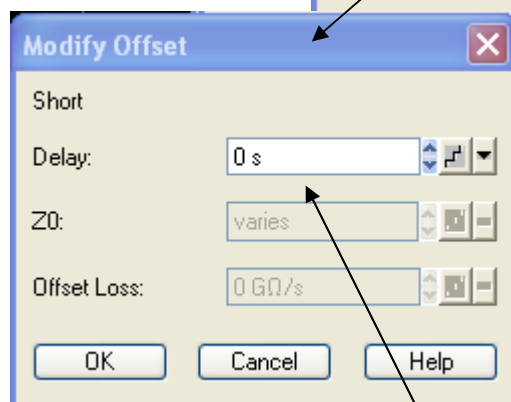 Modify Offset
Short
Delay: 0 s
Z0: varies
Offset Loss: 0 GΩ/s
OK Cancel Help